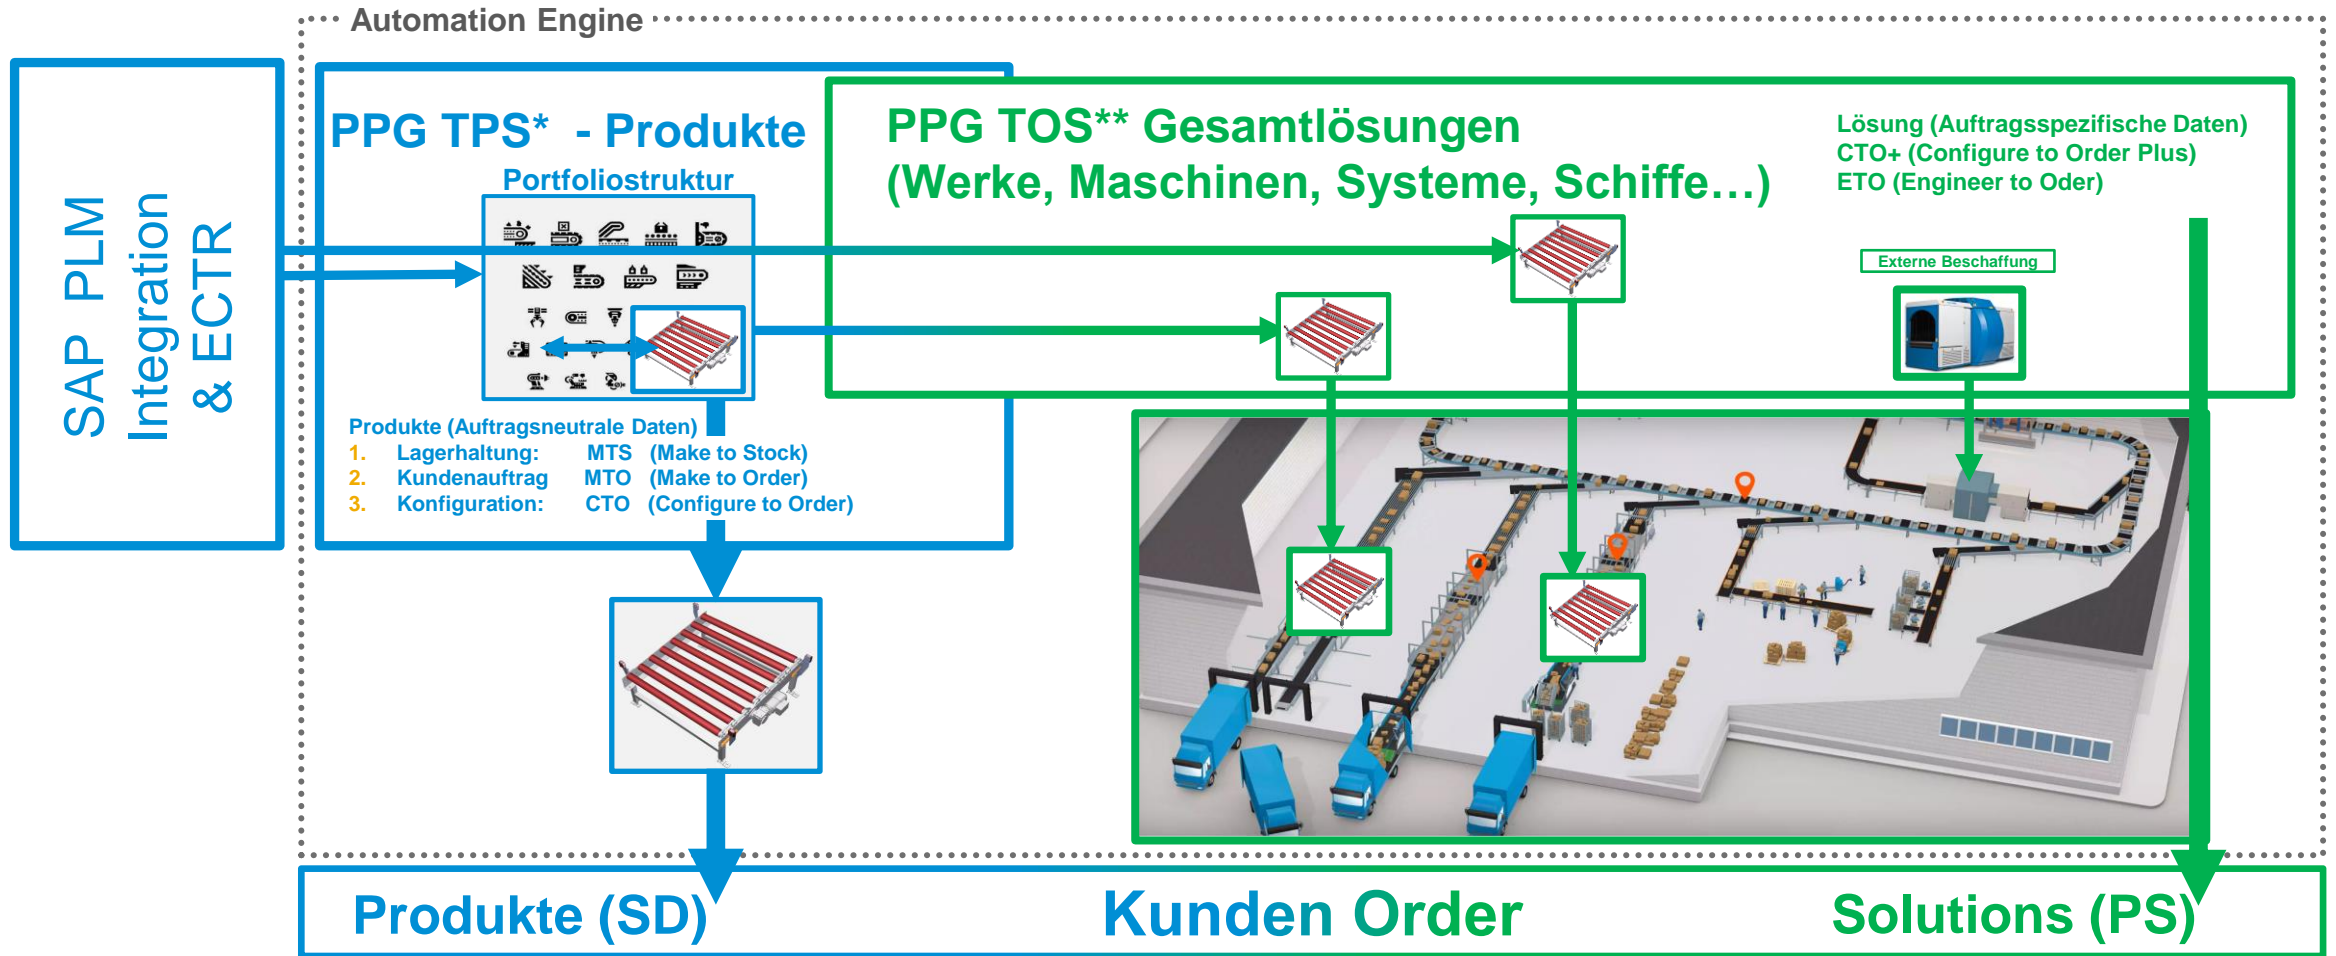 Automation Engine
SAP PLM
Integration
& ECTR
PPG TPS* - Produkte
Portfoliostruktur
Produkte (Auftragsneutrale Daten)
1. Lagerhaltung: MTS (Make to Stock)
2. Kundenauftrag MTO (Make to Order)
3. Konfiguration: CTO (Configure to Order)
PPG TOS** Gesamtlösungen
(Werke, Maschinen, Systeme, Schiffe…)
Lösung (Auftragsspezifische Daten)
CTO+ (Configure to Order Plus)
ETO (Engineer to Oder)
Externe Beschaffung
Produkte (SD)
Kunden Order
Solutions (PS)